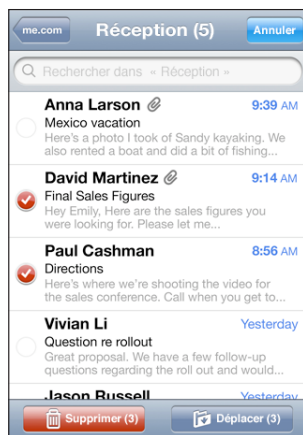 me.com Réception (5) Annuler
Rechercher dans « Réception »
Anna Larson 9:39 AM
Mexico vacation
Here's a photo I took of Sandy kayaking. We
also rented a boat and did a bit of fishing...
David Martinez 9:14 AM
Final Sales Figures
Hey Emily, Here are the sales figures you
were looking for. Please let me...
Paul Cashman 8:56 AM
Directions
Here's where we're shooting the video for
the sales conference. Call when you get to...
Vivian Li Yesterday
Question re rollout
Great proposal. We have a few follow-up
questions regarding the roll out and would...
Jason Russell Yesterday
Supprimer (3) Déplacer (3)